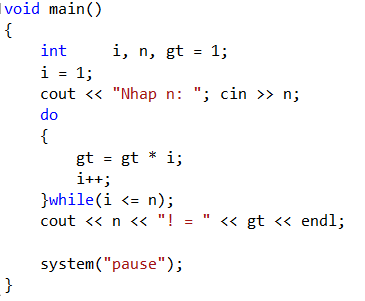 void main()
{
    int     i, n, gt = 1;
    i = 1;
    cout << "Nhap n: "; cin >> n;
    do
    {
        gt = gt * i;
        i++;
    }while(i <= n);
    cout << n << "! = " << gt << endl;

    system("pause");
}